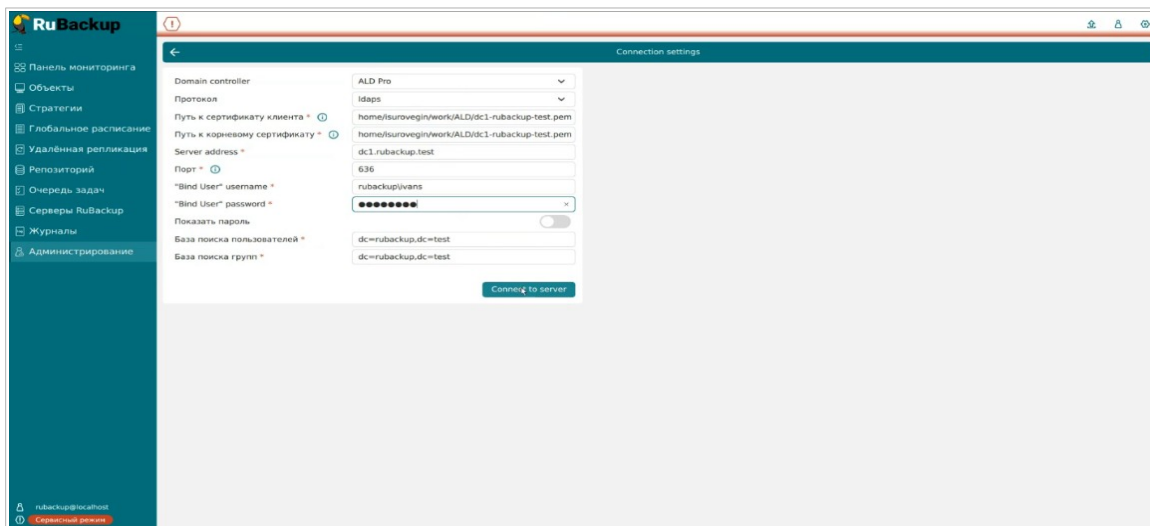 RuBackup
Connection settings
Панель мониторинга
Объекты
Стратегии
Глобальное расписание
Удалённая репликация
Репозиторий
Очередь задач
Серверы RuBackup
Журналы
Администрирование
Domain controller ALD Pro
Протокол ldaps
Путь к сертификату клиента * home/isurovegin/work/ALD/dc1-rubackup-test.pem
Путь к корневому сертификату * home/isurovegin/work/ALD/dc1-rubackup-test.pem
Server address * dc1.rubackup.test
Порт * 636
"Bind User" username * rubackup\ivans
"Bind User" password * ●●●●●●●●
Показать пароль
База поиска пользователей * dc=rubackup,dc=test
База поиска групп * dc=rubackup,dc=test
Connect to server
rubackup@localhost
Сервисный режим